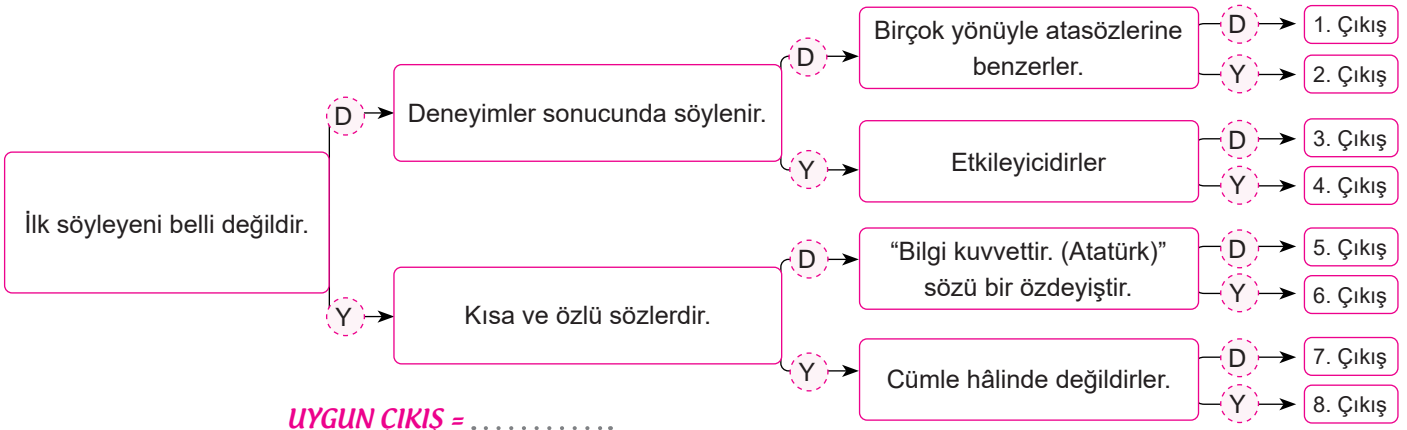 İlk söyleyeni belli değildir.
D
Y
Deneyimler sonucunda söylenir.
Kısa ve özlü sözlerdir.
D
Y
D
Y
Birçok yönüyle atasözlerine
benzerler.
Etkileyicidirler
“Bilgi kuvvettir. (Atatürk)”
sözü bir özdeyiştir.
Cümle hâlinde değildirler.
D
1. Çıkış
Y
2. Çıkış
D
3. Çıkış
Y
4. Çıkış
D
5. Çıkış
Y
6. Çıkış
D
7. Çıkış
Y
8. Çıkış
UYGUN ÇIKIŞ = . . . . . . . . . . . .